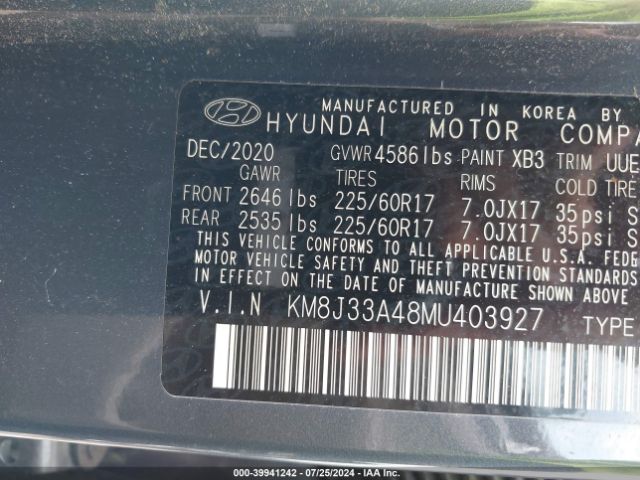 MANUFACTURED IN KOREA BY
HYUNDAI MOTOR COMPA
DEC/2020 GVWR 4586 lbs PAINT XB3 TRIM UUE
GAWR TIRES RIMS COLD TIRE
FRONT 2646 lbs 225/60R17 7.0JX17 35psi S
REAR 2535 lbs 225/60R17 7.0JX17 35psi S
THIS VEHICLE CONFORMS TO ALL APPLICABLE U.S.A. FEDE
MOTOR VEHICLE SAFETY AND THEFT PREVENTION STANDARDS
IN EFFECT ON THE DATE OF MANUFACTURE SHOWN ABOVE
V.I.N KM8J33A48MU403927 TYPE
000-39941242 / 07/25/2024 - IAA Inc.